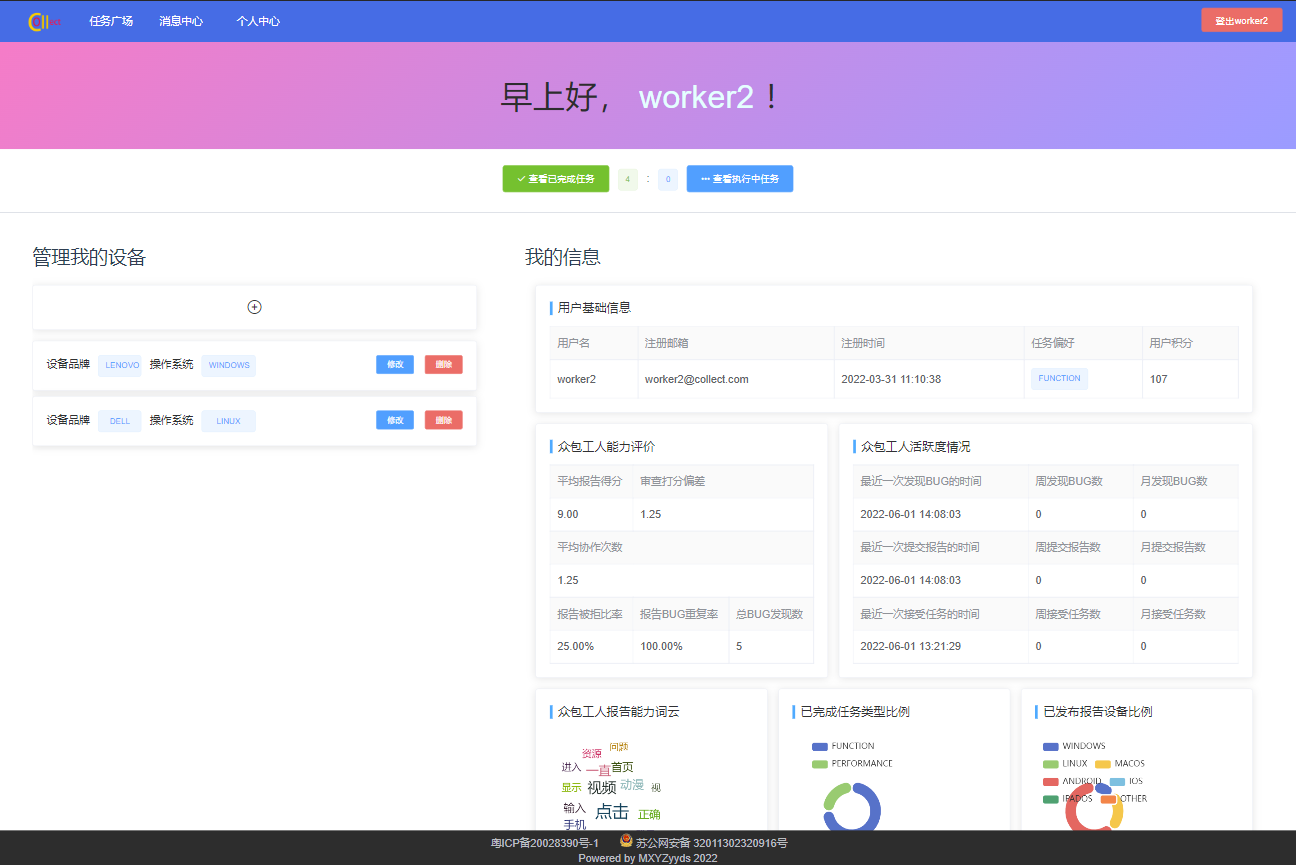 任务广场 消息中心 个人中心 登出worker2
早上好， worker2 ！
查看已完成任务 4 : 0 查看执行中任务
管理我的设备
设备品牌 LENOVO 操作系统 WINDOWS 修改 删除
设备品牌 DELL 操作系统 LINUX 修改 删除
我的信息
用户基础信息
用户名 注册邮箱 注册时间 任务偏好 用户积分
worker2 worker2@collect.com 2022-03-31 11:10:38 FUNCTION 107
众包工人能力评价
平均报告得分 审查打分偏差
9.00 1.25
平均协作次数
1.25
报告被拒比率 报告BUG重复率 总BUG发现数
25.00% 100.00% 5
众包工人活跃度情况
最近一次发现BUG的时间 周发现BUG数 月发现BUG数
2022-06-01 14:08:03 0 0
最近一次提交报告的时间 周提交报告数 月提交报告数
2022-06-01 14:08:03 0 0
最近一次接受任务的时间 周接受任务数 月接受任务数
2022-06-01 13:21:29 0 0
众包工人报告能力词云
资源 问题
进入 一直 首页
显示 视频 动漫 视
输入 点击 正确
手机
已完成任务类型比例
FUNCTION
PERFORMANCE
已发布报告设备比例
WINDOWS
LINUX MACOS
ANDROID IOS
IPADOS OTHER
粤ICP备20028390号-1 苏公网安备 32011302320916号
Powered by MXYZyyds 2022